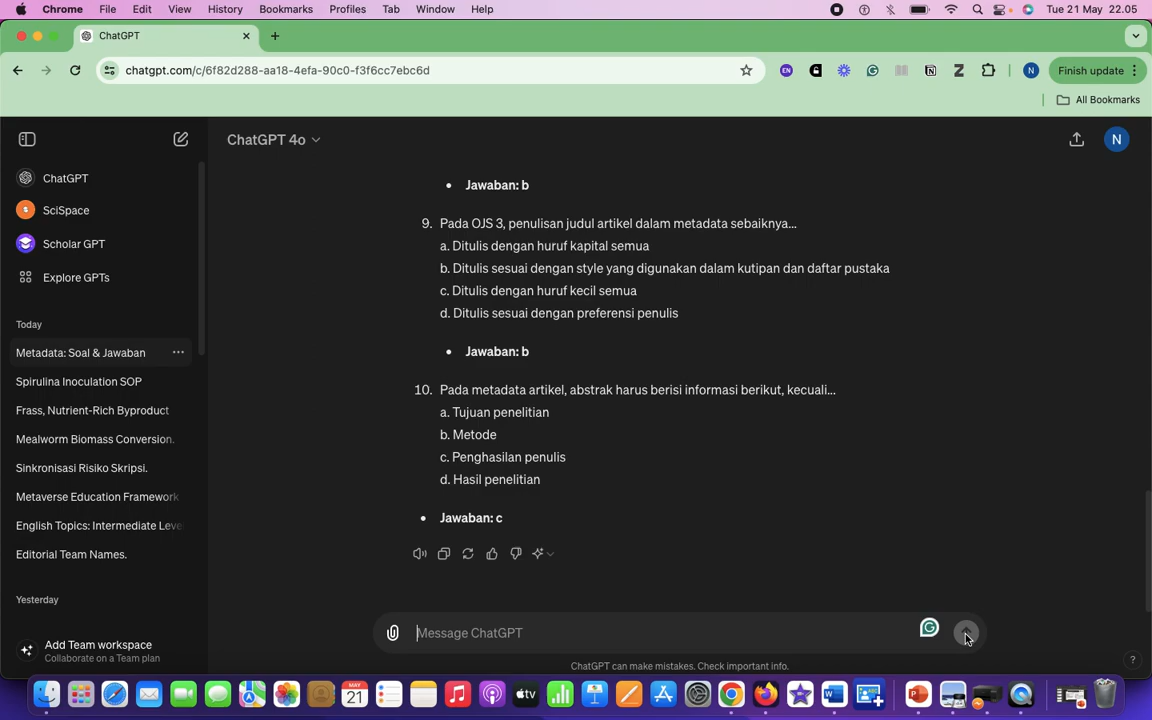 Chrome File Edit View History Bookmarks Profiles Tab Window Help Tue 21 May 22.05
ChatGPT
chatgpt.com/c/6f82d288-aa18-4efa-90c0-f3f6cc7ebc6d
EN
N
Finish update
All Bookmarks
ChatGPT 4o
N
ChatGPT
SciSpace
Scholar GPT
Explore GPTs
Today
Metadata: Soal & Jawaban
Spirulina Inoculation SOP
Frass, Nutrient-Rich Byproduct
Mealworm Biomass Conversion.
Sinkronisasi Risiko Skripsi.
Metaverse Education Framework
English Topics: Intermediate Leve
Editorial Team Names.
Yesterday
Add Team workspace
Collaborate on a Team plan
• Jawaban: b
9. Pada OJS 3, penulisan judul artikel dalam metadata sebaiknya...
a. Ditulis dengan huruf kapital semua
b. Ditulis sesuai dengan style yang digunakan dalam kutipan dan daftar pustaka
c. Ditulis dengan huruf kecil semua
d. Ditulis sesuai dengan preferensi penulis
• Jawaban: b
10. Pada metadata artikel, abstrak harus berisi informasi berikut, kecuali...
a. Tujuan penelitian
b. Metode
c. Penghasilan penulis
d. Hasil penelitian
• Jawaban: c
Message ChatGPT
ChatGPT can make mistakes. Check important info.
?
MAY
21
tv